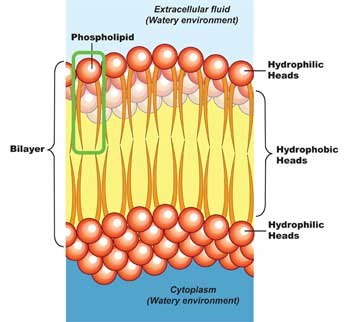 Extracellular fluid
(Watery environment)
Phospholipid
Hydrophilic
Heads
Bilayer
Hydrophobic
Heads
Hydrophilic
Heads
Cytoplasm
(Watery environment)